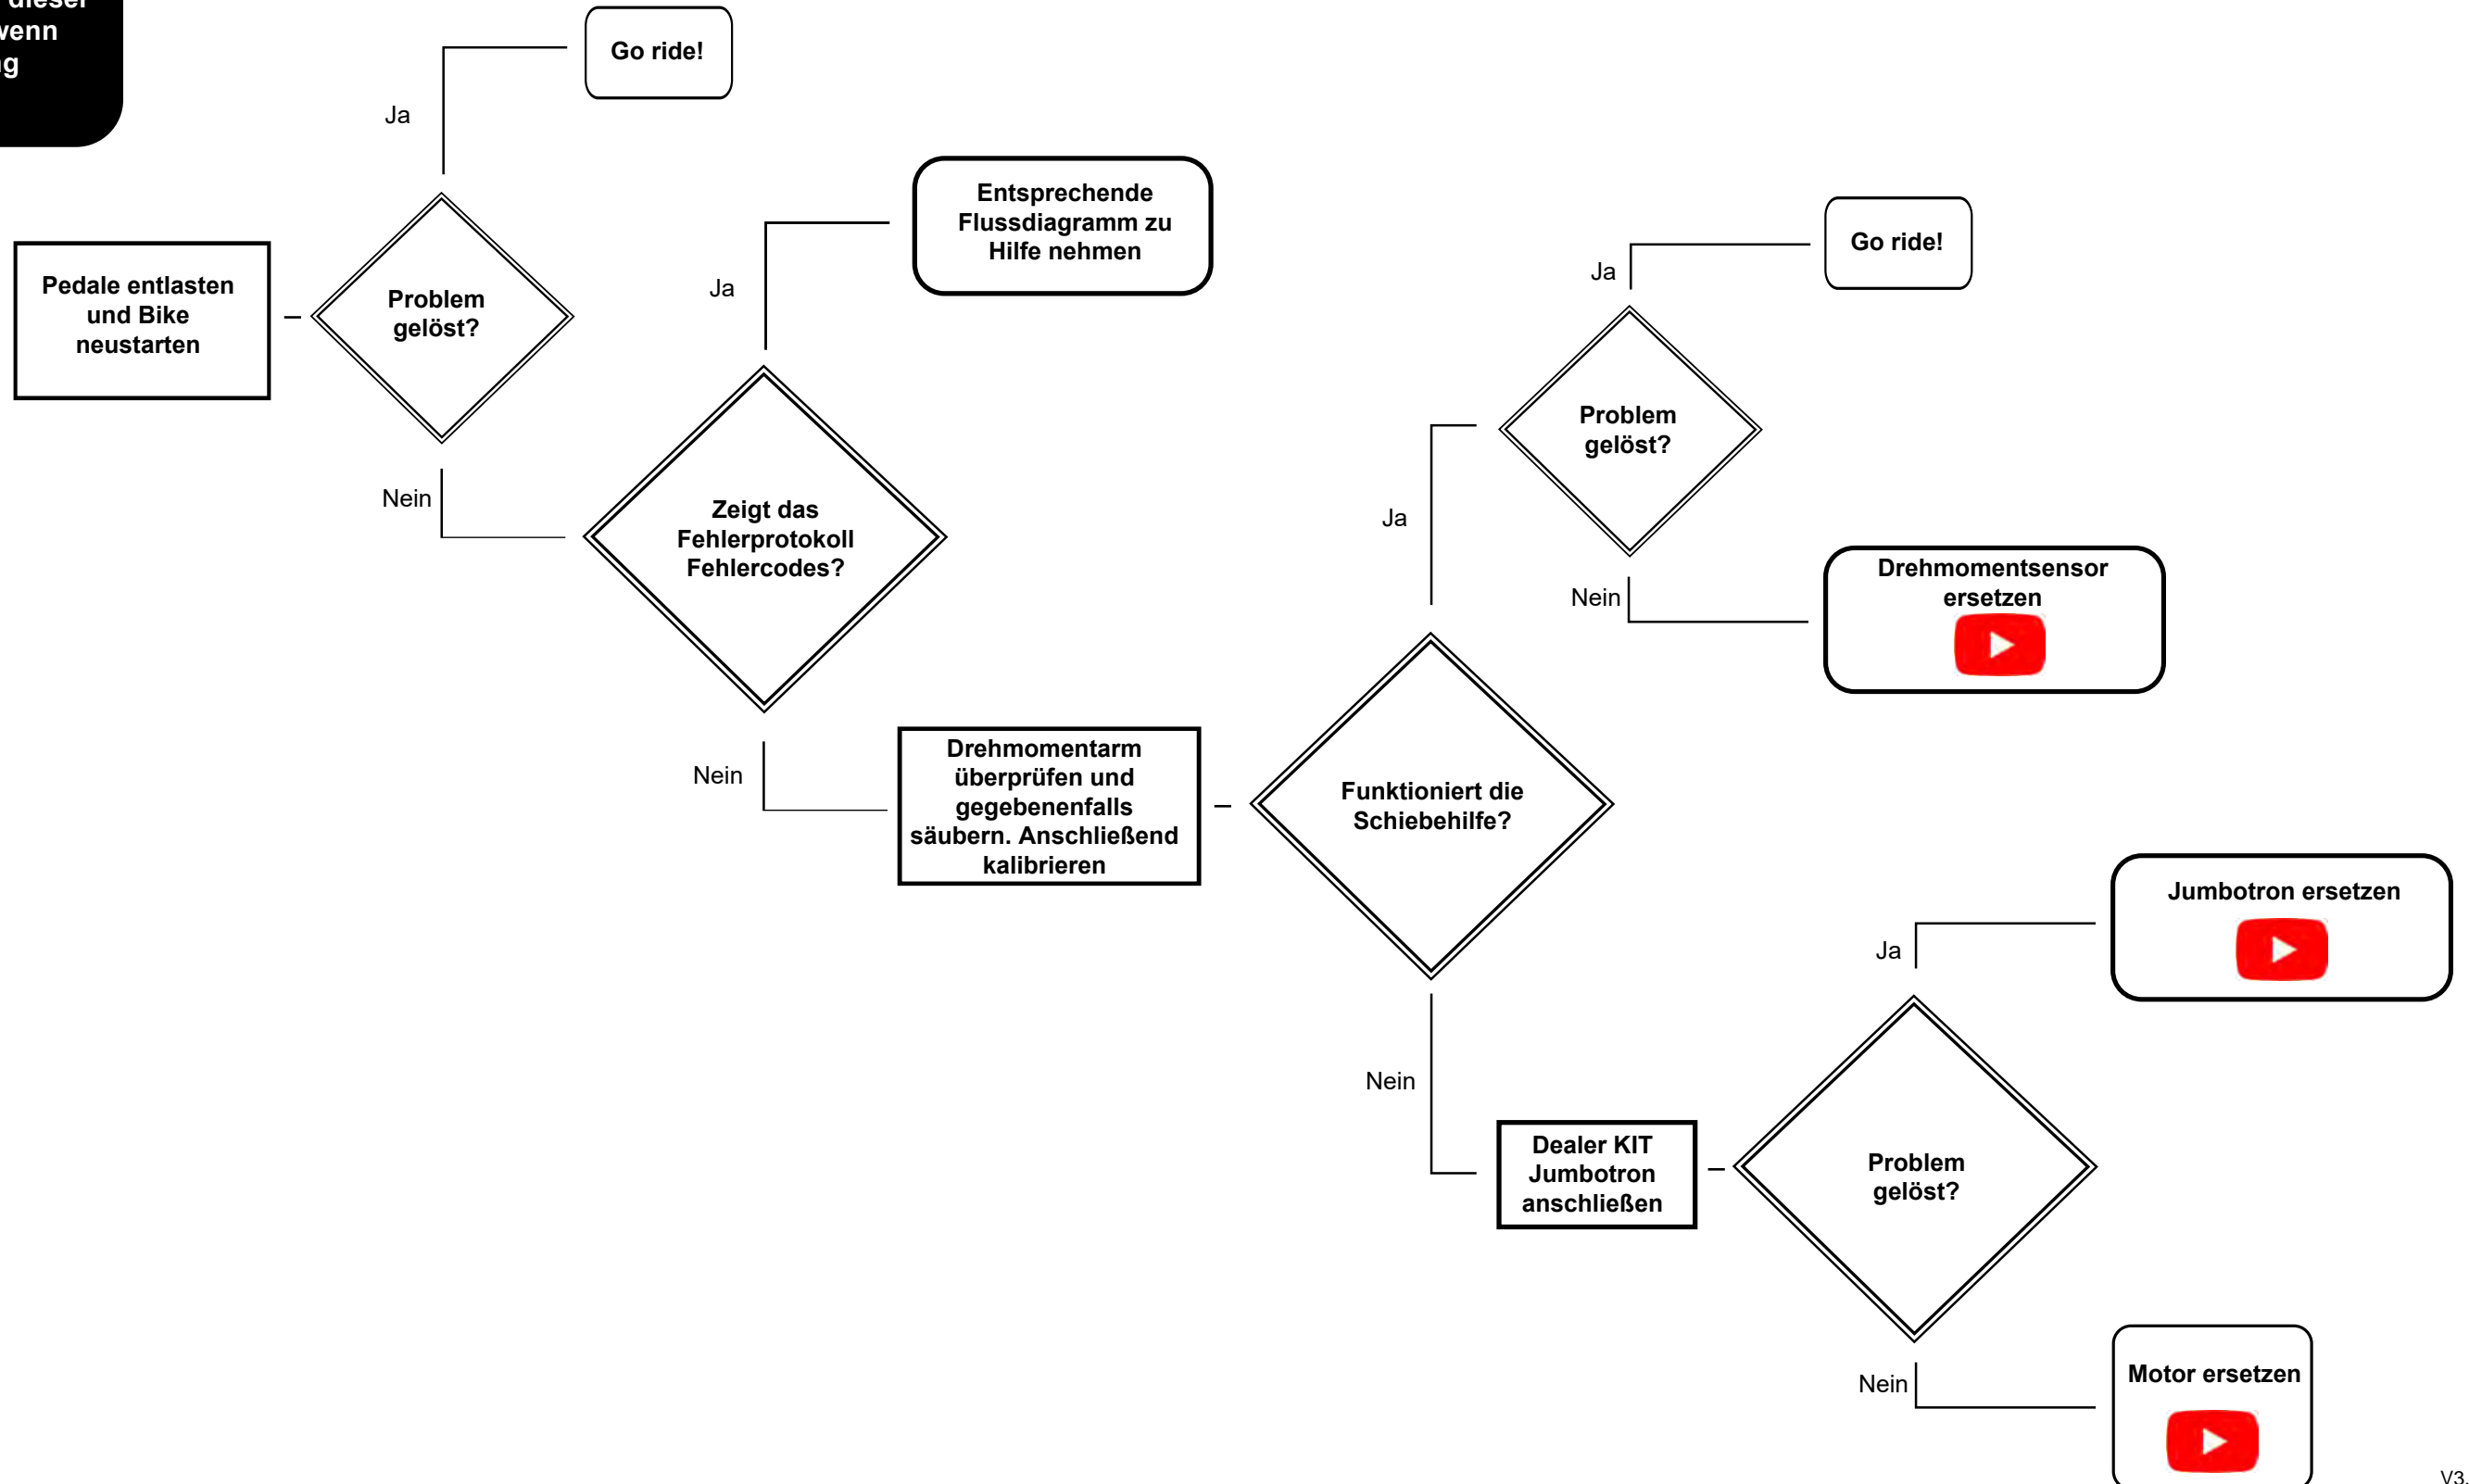 dieser
wenn
Go ride!
Ja
Entsprechende
Flussdiagramm zu
Hilfe nehmen
Ja
Pedale entlasten
und Bike
neustarten
Problem
gelöst?
Nein
Zeigt das
Fehlerprotokoll
Fehlercodes?
Go ride!
Ja
Problem
gelöst?
Ja
Nein
Drehmomentsensor
ersetzen
Nein
Drehmomentarm
überprüfen und
gegebenenfalls
säubern. Anschließend
kalibrieren
Funktioniert die
Schiebehilfe?
Jumbotron ersetzen
Ja
Nein
Dealer KIT
Jumbotron
anschließen
Problem
gelöst?
Nein
Motor ersetzen
V3.